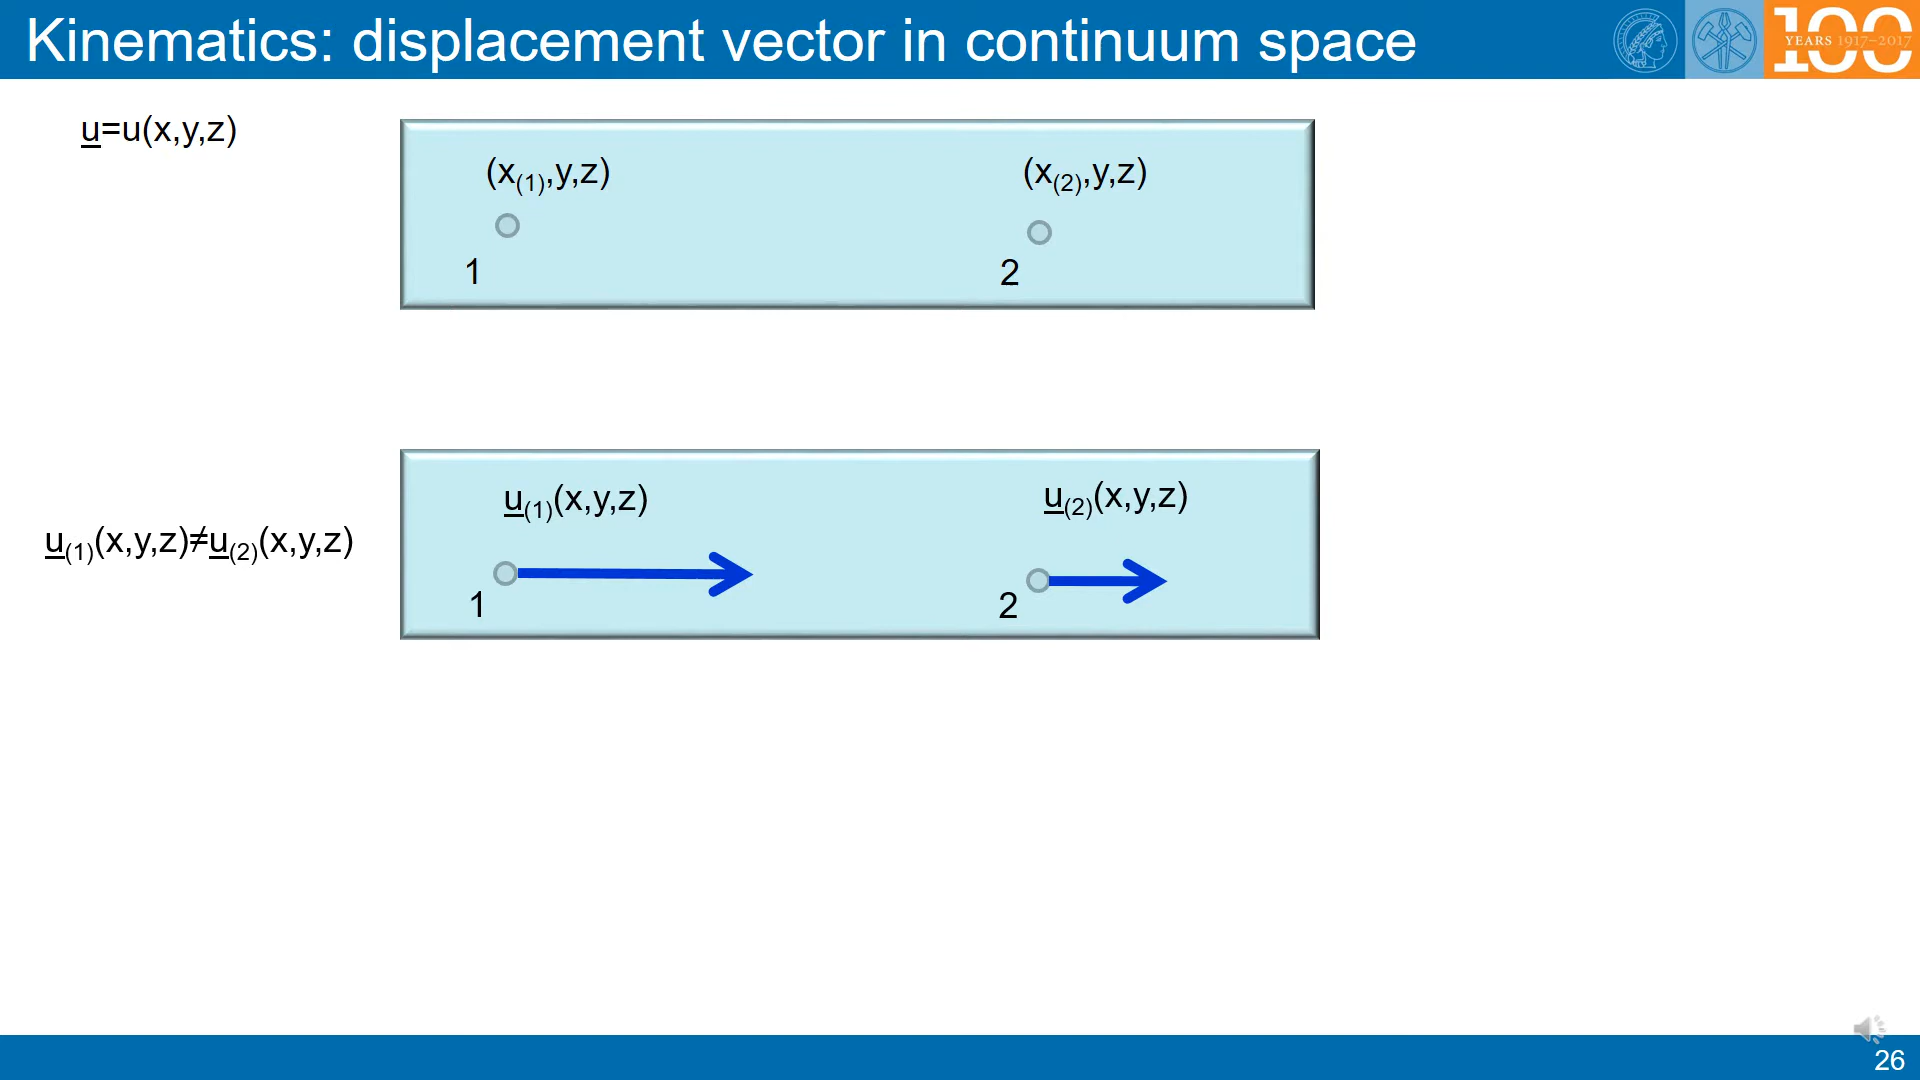 Kinematics: displacement vector in continuum space
100
YEARS 1917–2017
u=u(x,y,z)
(x(1),y,z)
(x(2),y,z)
1
2
u(1)(x,y,z)≠u(2)(x,y,z)
u(1)(x,y,z)
u(2)(x,y,z)
1
2
26